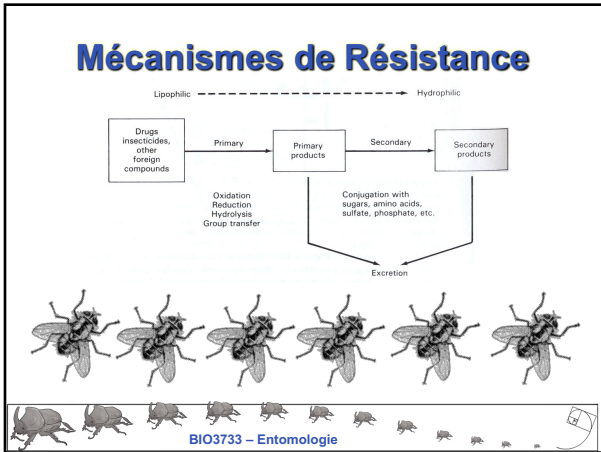 Mécanismes de Résistance
Lipophilic
Hydrophilic
Drugs
insecticides,
other
foreign
compounds
Primary
Primary
products
Secondary
Secondary
products
Oxidation
Reduction
Hydrolysis
Group transfer
Conjugation with
sugars, amino acids,
sulfate, phosphate, etc.
Excretion
BIO3733 – Entomologie